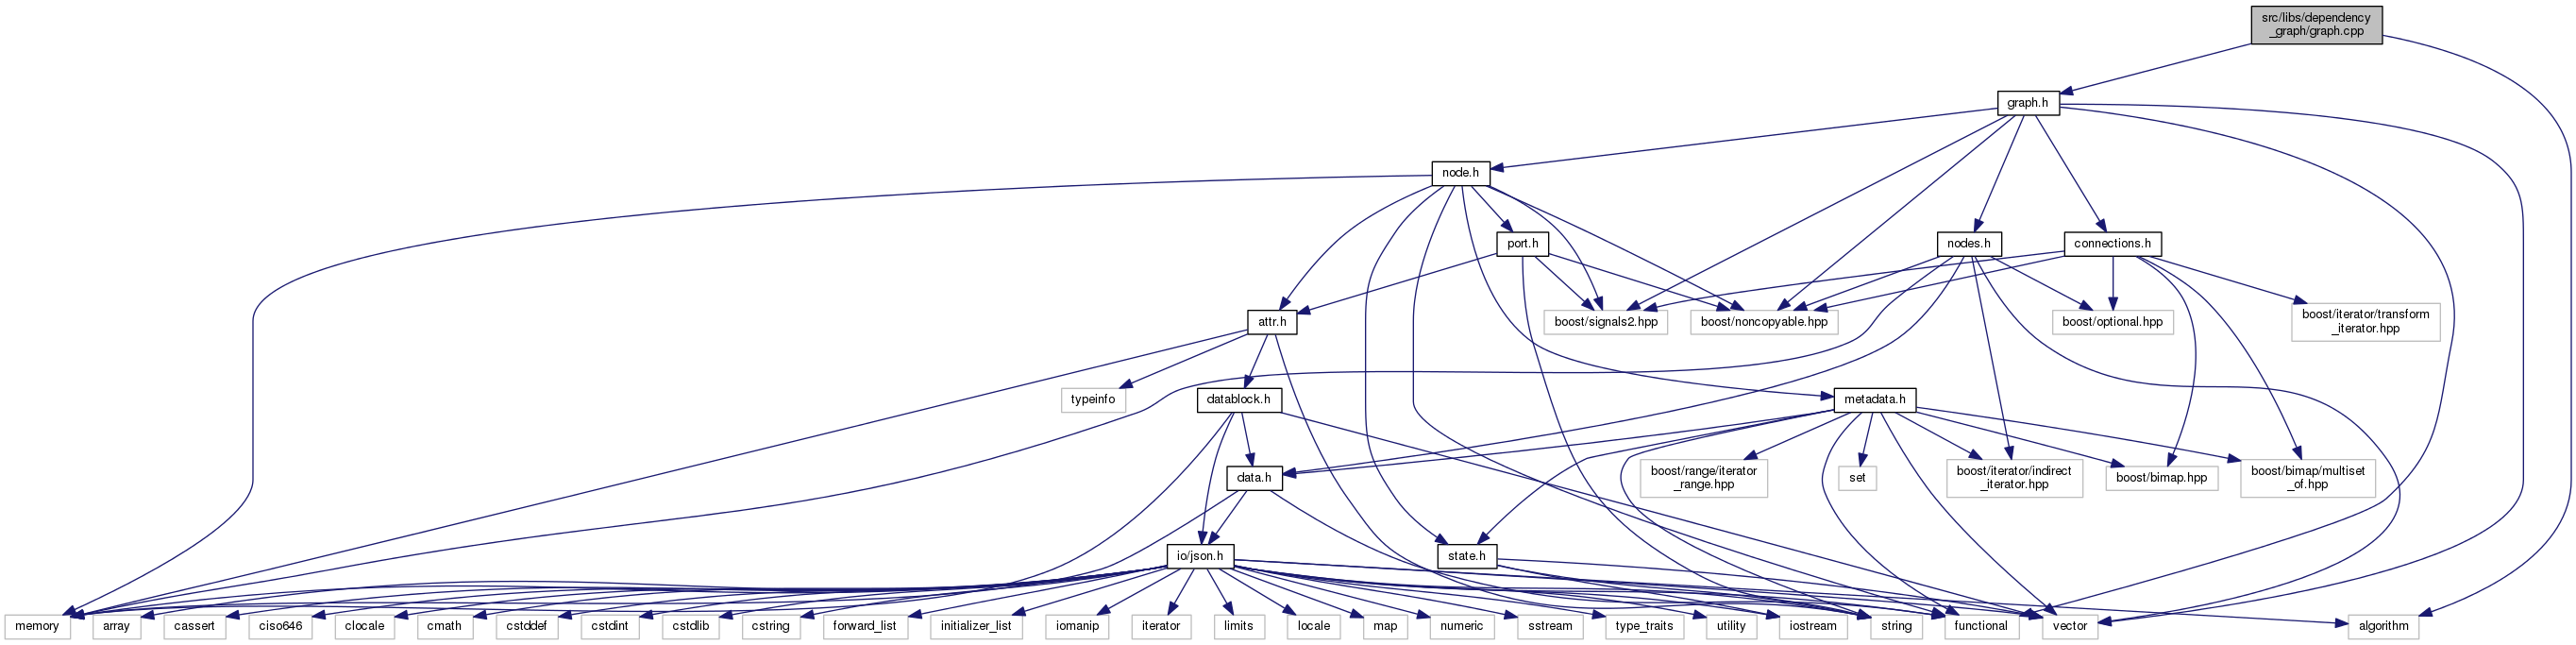 src/libs/dependency
_graph/graph.cpp
graph.h
node.h
port.h
nodes.h
connections.h
attr.h
boost/signals2.hpp
boost/noncopyable.hpp
boost/optional.hpp
boost/iterator/transform
_iterator.hpp
typeinfo
datablock.h
metadata.h
data.h
boost/range/iterator
_range.hpp
set
boost/iterator/indirect
_iterator.hpp
boost/bimap.hpp
boost/bimap/multiset
_of.hpp
io/json.h
state.h
memory
array
cassert
ciso646
clocale
cmath
cstddef
cstdint
cstdlib
cstring
forward_list
initializer_list
iomanip
iterator
limits
locale
map
numeric
sstream
type_traits
utility
iostream
string
functional
vector
algorithm